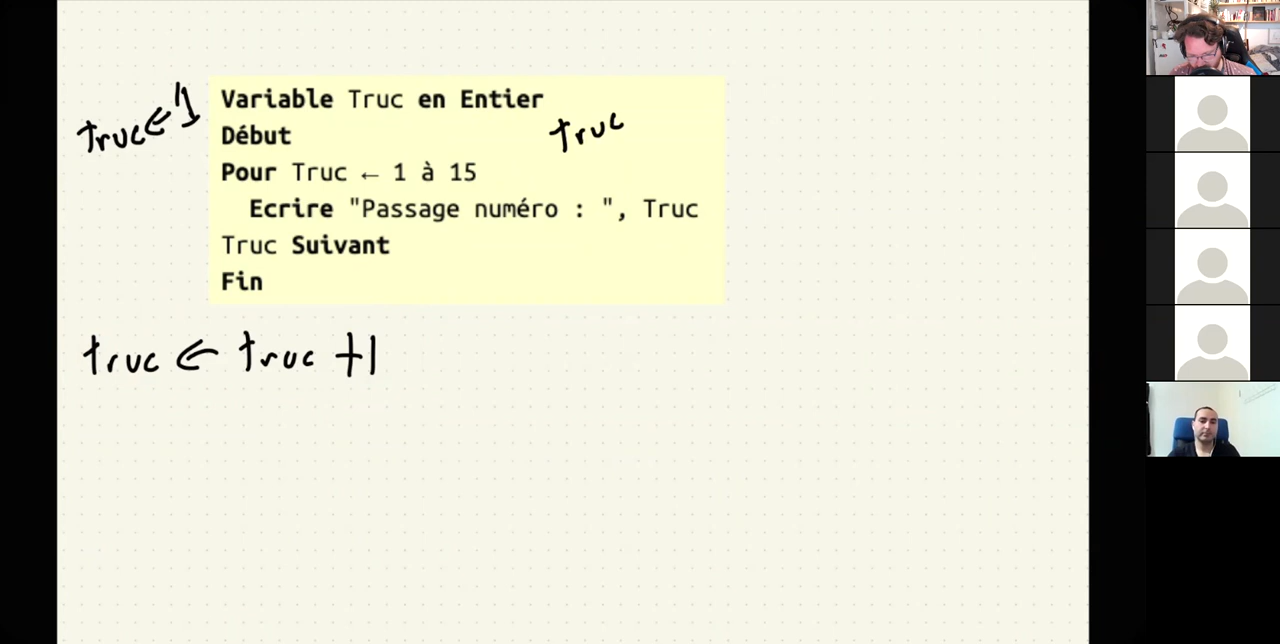 truc ← 1
Variable Truc en Entier
Début
truc
Pour Truc ← 1 à 15
Ecrire "Passage numéro : ", Truc
Truc Suivant
Fin
truc ← truc +1